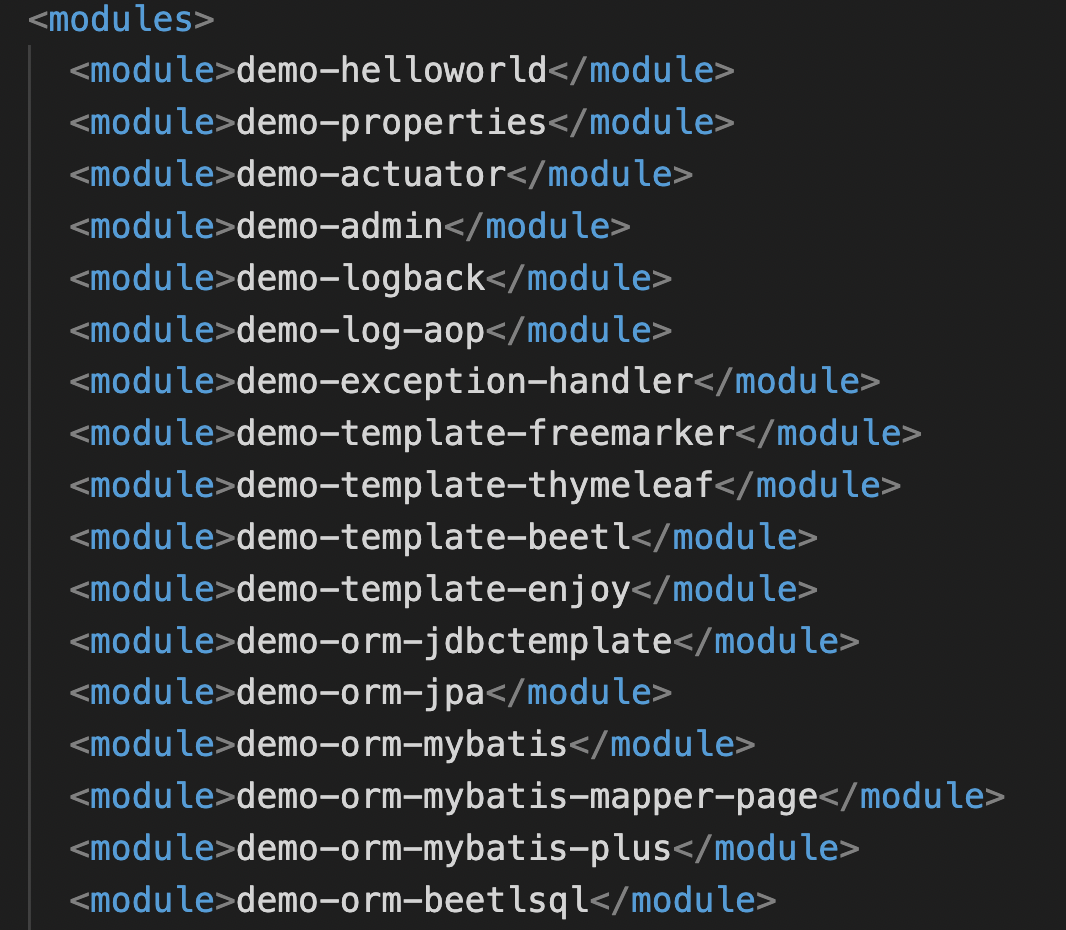 <modules>
<module>demo-helloworld</module>
<module>demo-properties</module>
<module>demo-actuator</module>
<module>demo-admin</module>
<module>demo-logback</module>
<module>demo-log-aop</module>
<module>demo-exception-handler</module>
<module>demo-template-freemarker</module>
<module>demo-template-thymeleaf</module>
<module>demo-template-beetl</module>
<module>demo-template-enjoy</module>
<module>demo-orm-jdbctemplate</module>
<module>demo-orm-jpa</module>
<module>demo-orm-mybatis</module>
<module>demo-orm-mybatis-mapper-page</module>
<module>demo-orm-mybatis-plus</module>
<module>demo-orm-beetlsql</module>